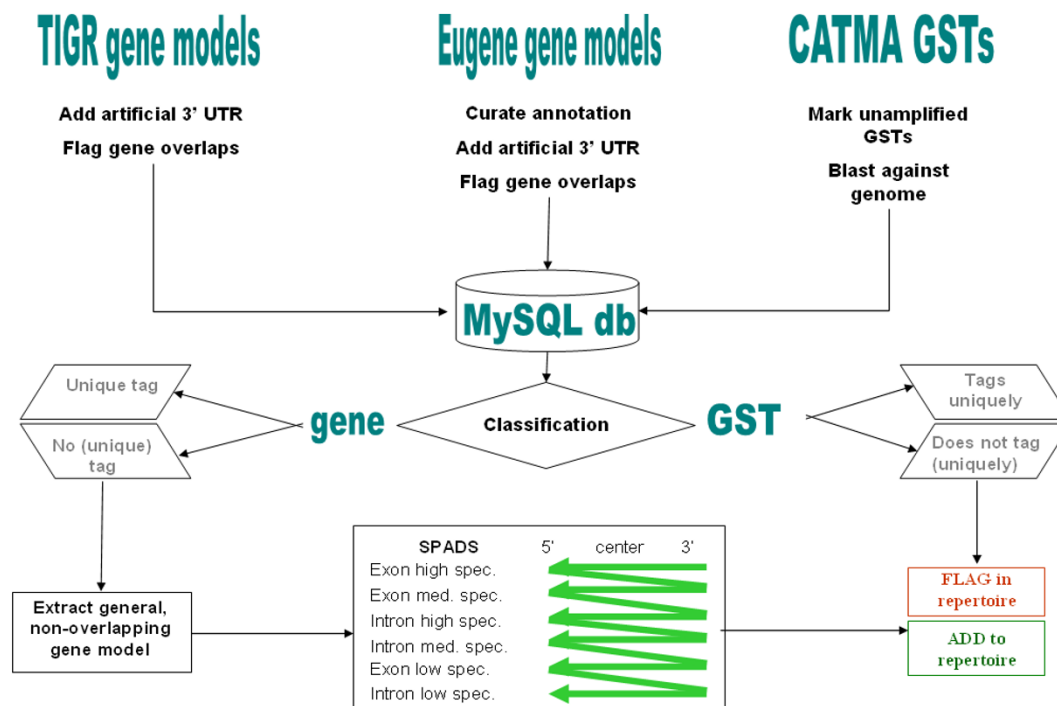 TIGR gene models
Eugene gene models
CATMA GSTs
Add artificial 3' UTR
Flag gene overlaps
Curate annotation
Add artificial 3' UTR
Flag gene overlaps
Mark unamplified
GSTs
Blast against
genome
MySQL db
Unique tag
No (unique)
tag
gene
Classification
GST
Tags
uniquely
Does not tag
(uniquely)
Extract general,
non-overlapping
gene model
SPADS 5' center 3'
Exon high spec.
Exon med. spec.
Intron high spec.
Intron med. spec.
Exon low spec.
Intron low spec.
FLAG in
repertoire
ADD to
repertoire